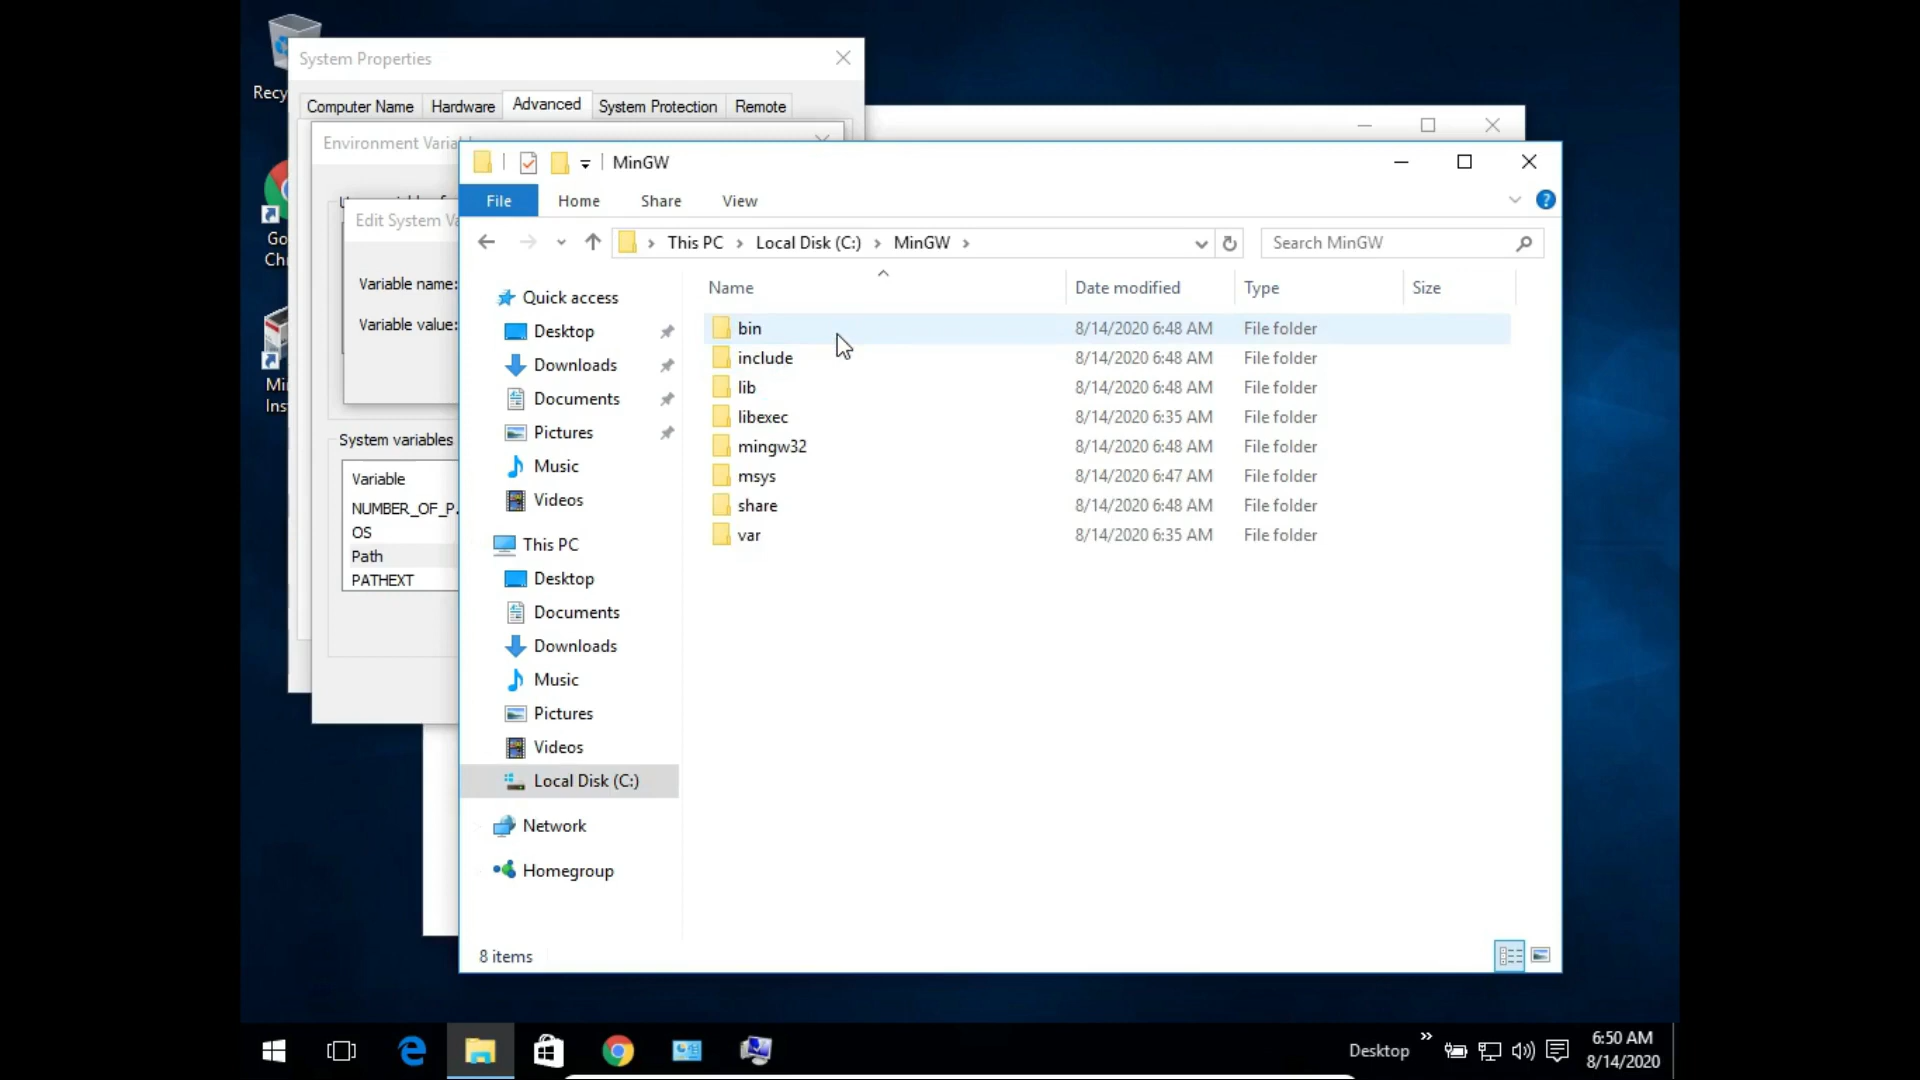 Recy
Go
Ch
Mi
Ins
System Properties
Computer Name Hardware Advanced System Protection Remote
Environment Varia
Edit System Va
Variable name:
Variable value:
System variables
Variable
NUMBER_OF_P
OS
Path
PATHEXT
MinGW
File Home Share View
This PC Local Disk (C:) MinGW
Search MinGW
Quick access
Desktop
Downloads
Documents
Pictures
Music
Videos
This PC
Desktop
Documents
Downloads
Music
Pictures
Videos
Local Disk (C:)
Network
Homegroup
Name Date modified Type Size
bin 8/14/2020 6:48 AM File folder
include 8/14/2020 6:48 AM File folder
lib 8/14/2020 6:48 AM File folder
libexec 8/14/2020 6:35 AM File folder
mingw32 8/14/2020 6:48 AM File folder
msys 8/14/2020 6:47 AM File folder
share 8/14/2020 6:48 AM File folder
var 8/14/2020 6:35 AM File folder
8 items
Desktop
6:50 AM
8/14/2020